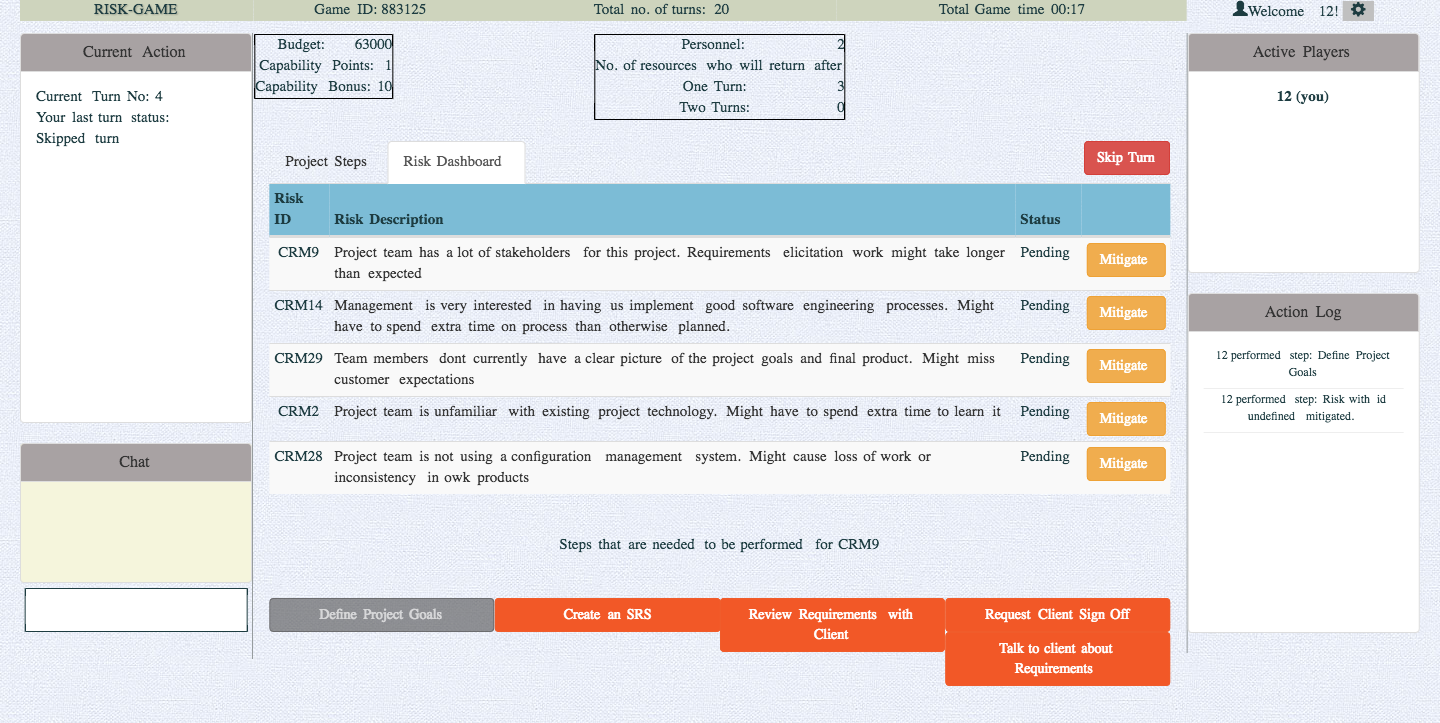 RISK-GAME
Game ID: 883125
Total no. of turns: 20
Total Game time 00:17
Welcome 12!
Current Action
Current Turn No: 4
Your last turn status:
Skipped turn
Chat
Budget: 63000
Capability Points: 1
Capability Bonus: 10
Personnel: 2
No. of resources who will return after
One Turn: 3
Two Turns: 0
Project Steps
Risk Dashboard
Skip Turn
Risk
ID
Risk Description
Status
CRM9 Project team has a lot of stakeholders for this project. Requirements elicitation work might take longer Pending Mitigate
than expected
CRM14 Management is very interested in having us implement good software engineering processes. Might Pending Mitigate
have to spend extra time on process than otherwise planned.
CRM29 Team members dont currently have a clear picture of the project goals and final product. Might miss Pending Mitigate
customer expectations
CRM2 Project team is unfamiliar with existing project technology. Might have to spend extra time to learn it Pending Mitigate
CRM28 Project team is not using a configuration management system. Might cause loss of work or Pending Mitigate
inconsistency in owk products
Steps that are needed to be performed for CRM9
Define Project Goals
Create an SRS
Review Requirements with
Client
Request Client Sign Off
Talk to client about
Requirements
Active Players
12 (you)
Action Log
12 performed step: Define Project
Goals
12 performed step: Risk with id
undefined mitigated.